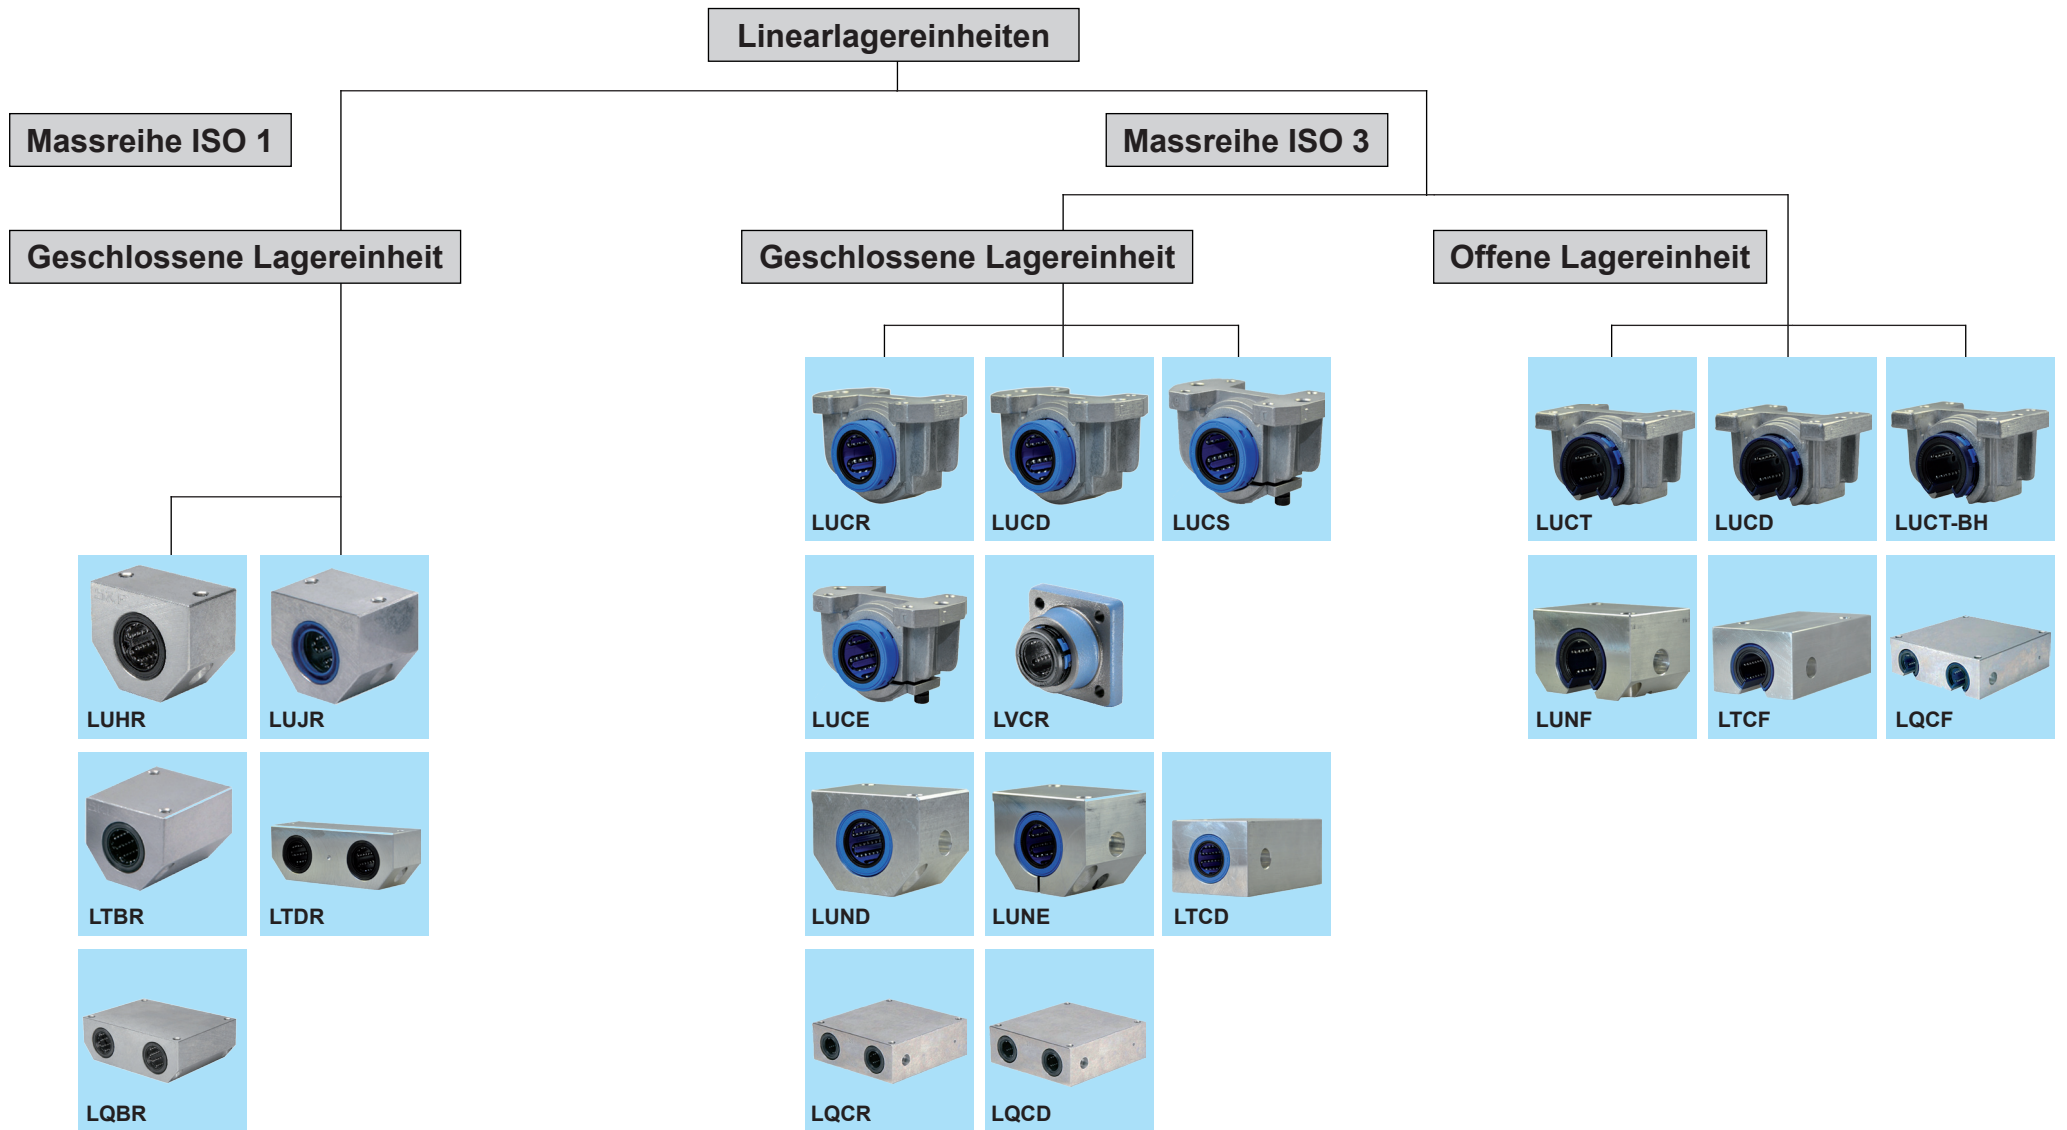 Linearlagereinheiten
Massreihe ISO 1
Massreihe ISO 3
Geschlossene Lagereinheit
Geschlossene Lagereinheit
Offene Lagereinheit
LUCR
LUCD
LUCS
LUCT
LUCD
LUCT-BH
LUHR
LUJR
LUCE
LVCR
LUNF
LTCF
LQCF
LTBR
LTDR
LUND
LUNE
LTCD
LQBR
LQCR
LQCD